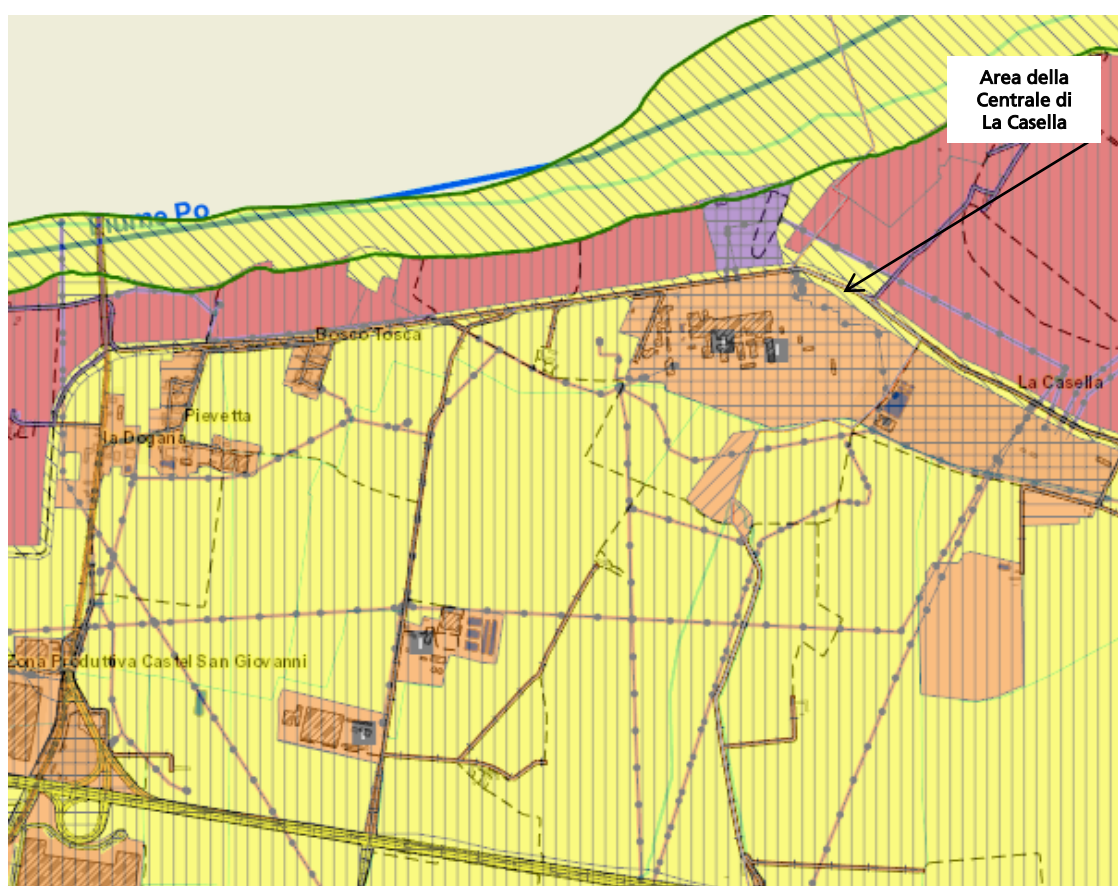 Area della
Centrale di
La Casella
Fiume Po
Bosco Tosca
La Casella
Pievetta
la Dogana
Zona Produttiva Castel San Giovanni